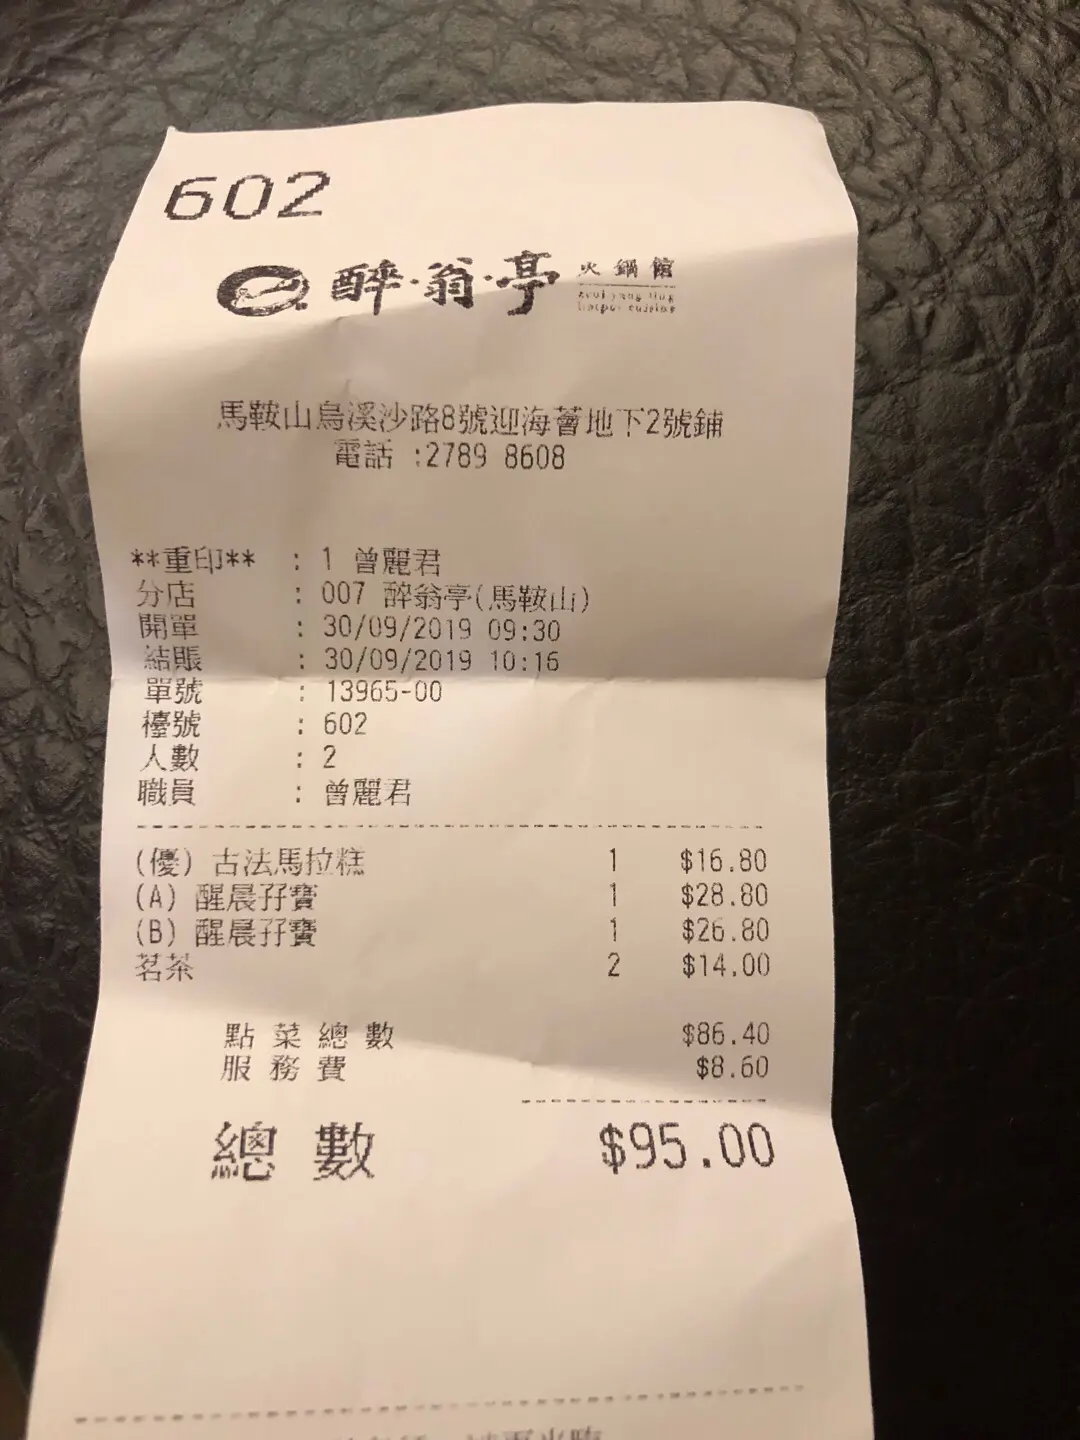 602
醉·翁·亭 火鍋館
zeoi yung ting
hotpot cuisine
馬鞍山烏溪沙路8號迎海薈地下2號鋪
電話 :2789 8608
**重印** : 1 曾麗君
分店 : 007 醉翁亭(馬鞍山)
開單 : 30/09/2019 09:30
結賬 : 30/09/2019 10:16
單號 : 13965-00
檯號 : 602
人數 : 2
職員 : 曾麗君
(優) 古法馬拉糕 1 $16.80
(A) 醒晨孖寶 1 $28.80
(B) 醒晨孖寶 1 $26.80
茗茶 2 $14.00
點菜總數 $86.40
服務費 $8.60
總數 $95.00